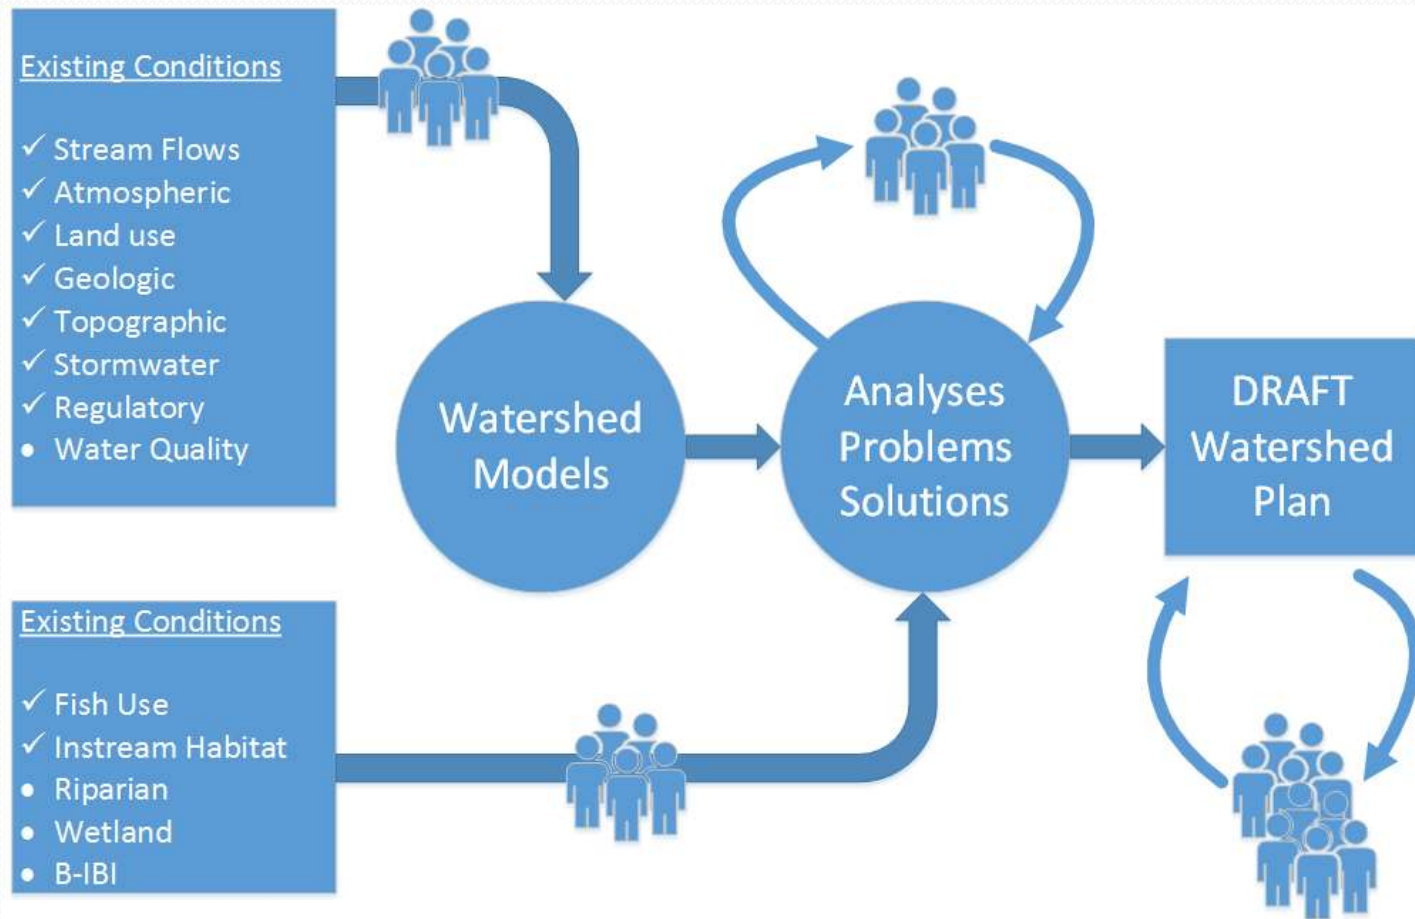 Existing Conditions
✓ Stream Flows
✓ Atmospheric
✓ Land use
✓ Geologic
✓ Topographic
✓ Stormwater
✓ Regulatory
• Water Quality
Existing Conditions
✓ Fish Use
✓ Instream Habitat
• Riparian
• Wetland
• B-IBI
Watershed
Models
Analyses
Problems
Solutions
DRAFT
Watershed
Plan